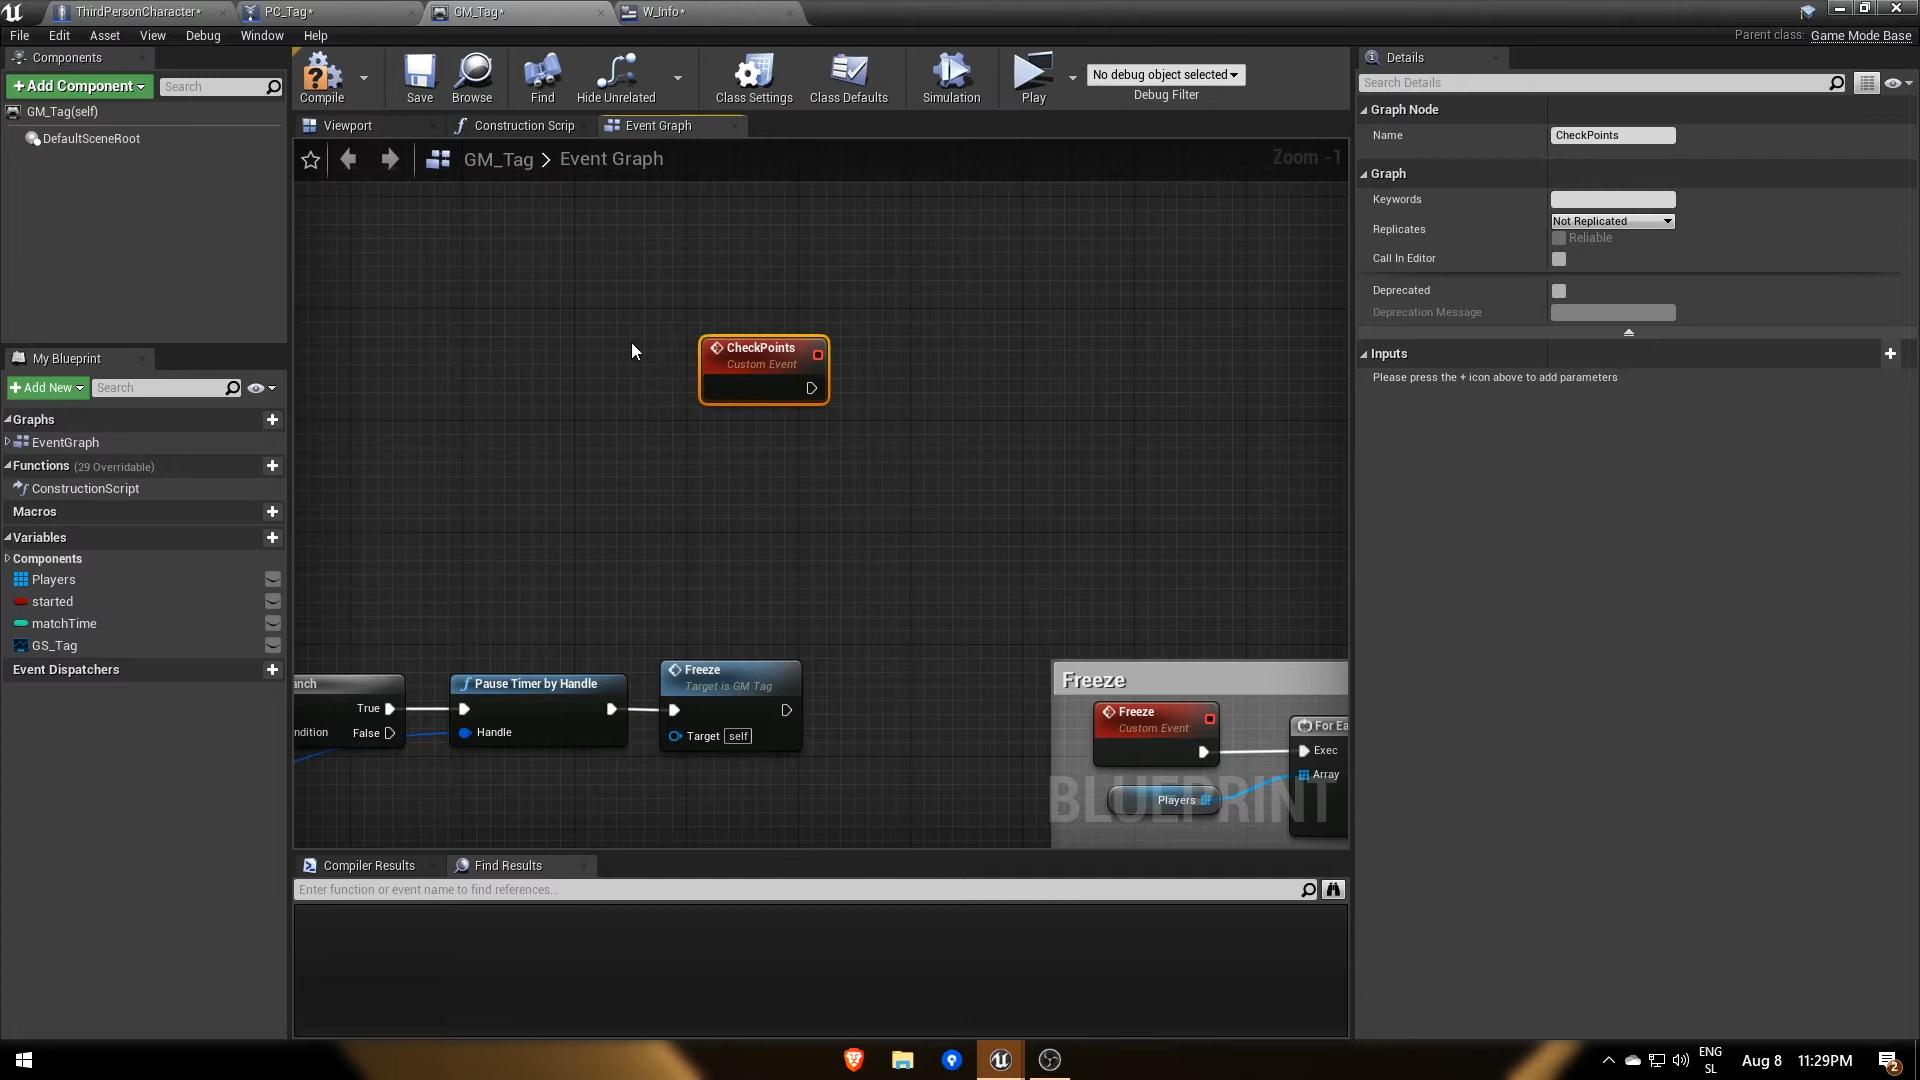 ThirdPersonCharacter*
PC_Tag*
GM_Tag*
W_Info*
File
Edit
Asset
View
Debug
Window
Help
Parent class: Game Mode Base
Components
+Add Component
Search
GM_Tag(self)
DefaultSceneRoot
Compile
Save
Browse
Find
Hide Unrelated
Class Settings
Class Defaults
Simulation
Play
No debug object selected
Debug Filter
Viewport
Construction Scrip
Event Graph
GM_Tag > Event Graph
Zoom -1
CheckPoints
Custom Event
anch
True
ndition
False
Pause Timer by Handle
Handle
Freeze
Target is GM Tag
Target self
Freeze
Freeze
Custom Event
Players
For Ea
Exec
Array
BLUEPRINT
My Blueprint
+Add New
Search
Graphs
EventGraph
Functions (29 Overridable)
ConstructionScript
Macros
Variables
Components
Players
started
matchTime
GS_Tag
Event Dispatchers
Compiler Results
Find Results
Enter function or event name to find references...
Details
Search Details
Graph Node
Name
CheckPoints
Graph
Keywords
Replicates
Not Replicated
Reliable
Call In Editor
Deprecated
Deprecation Message
Inputs
Please press the + icon above to add parameters
ENG
SL
Aug 8
11:29PM
2